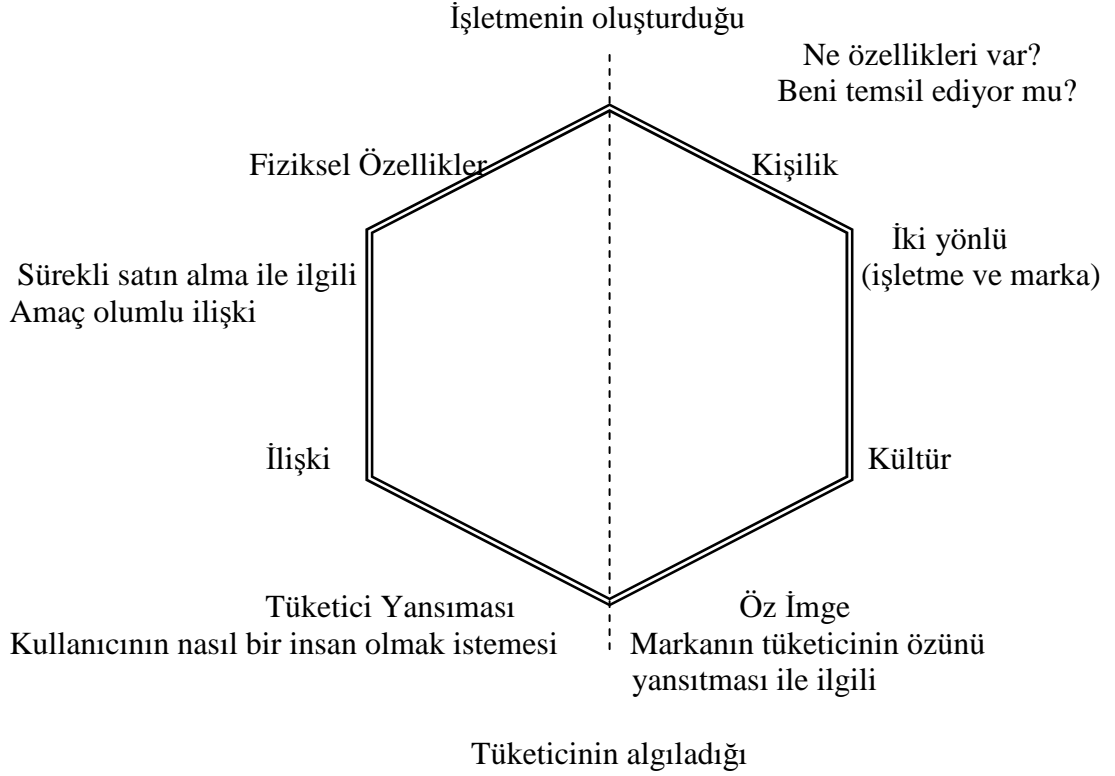 İşletmenin oluşturduğu
Ne özellikleri var?
Beni temsil ediyor mu?
Fiziksel Özellikler
Kişilik
İki yönlü
(işletme ve marka)
Sürekli satın alma ile ilgili
Amaç olumlu ilişki
İlişki
Kültür
Tüketici Yansıması
Kullanıcının nasıl bir insan olmak istemesi
Öz İmge
Markanın tüketicinin özünü
yansıtması ile ilgili
Tüketicinin algıladığı